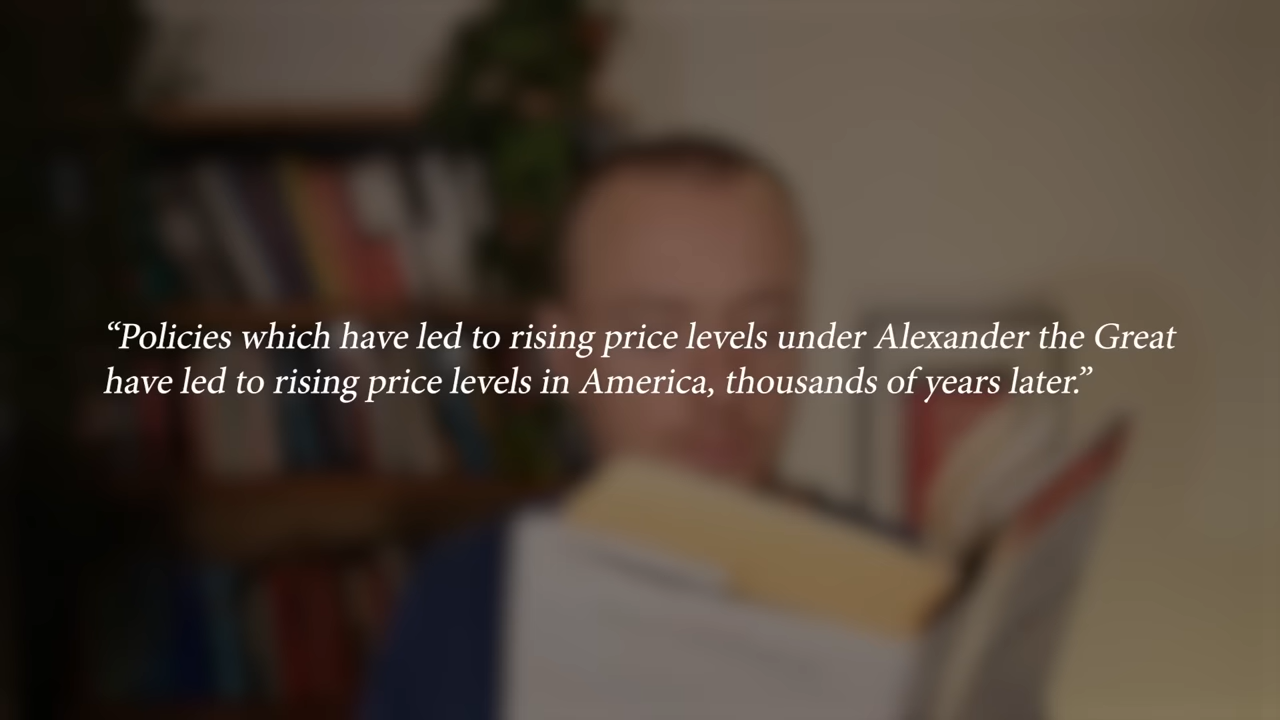 “Policies which have led to rising price levels under Alexander the Great
have led to rising price levels in America, thousands of years later.”